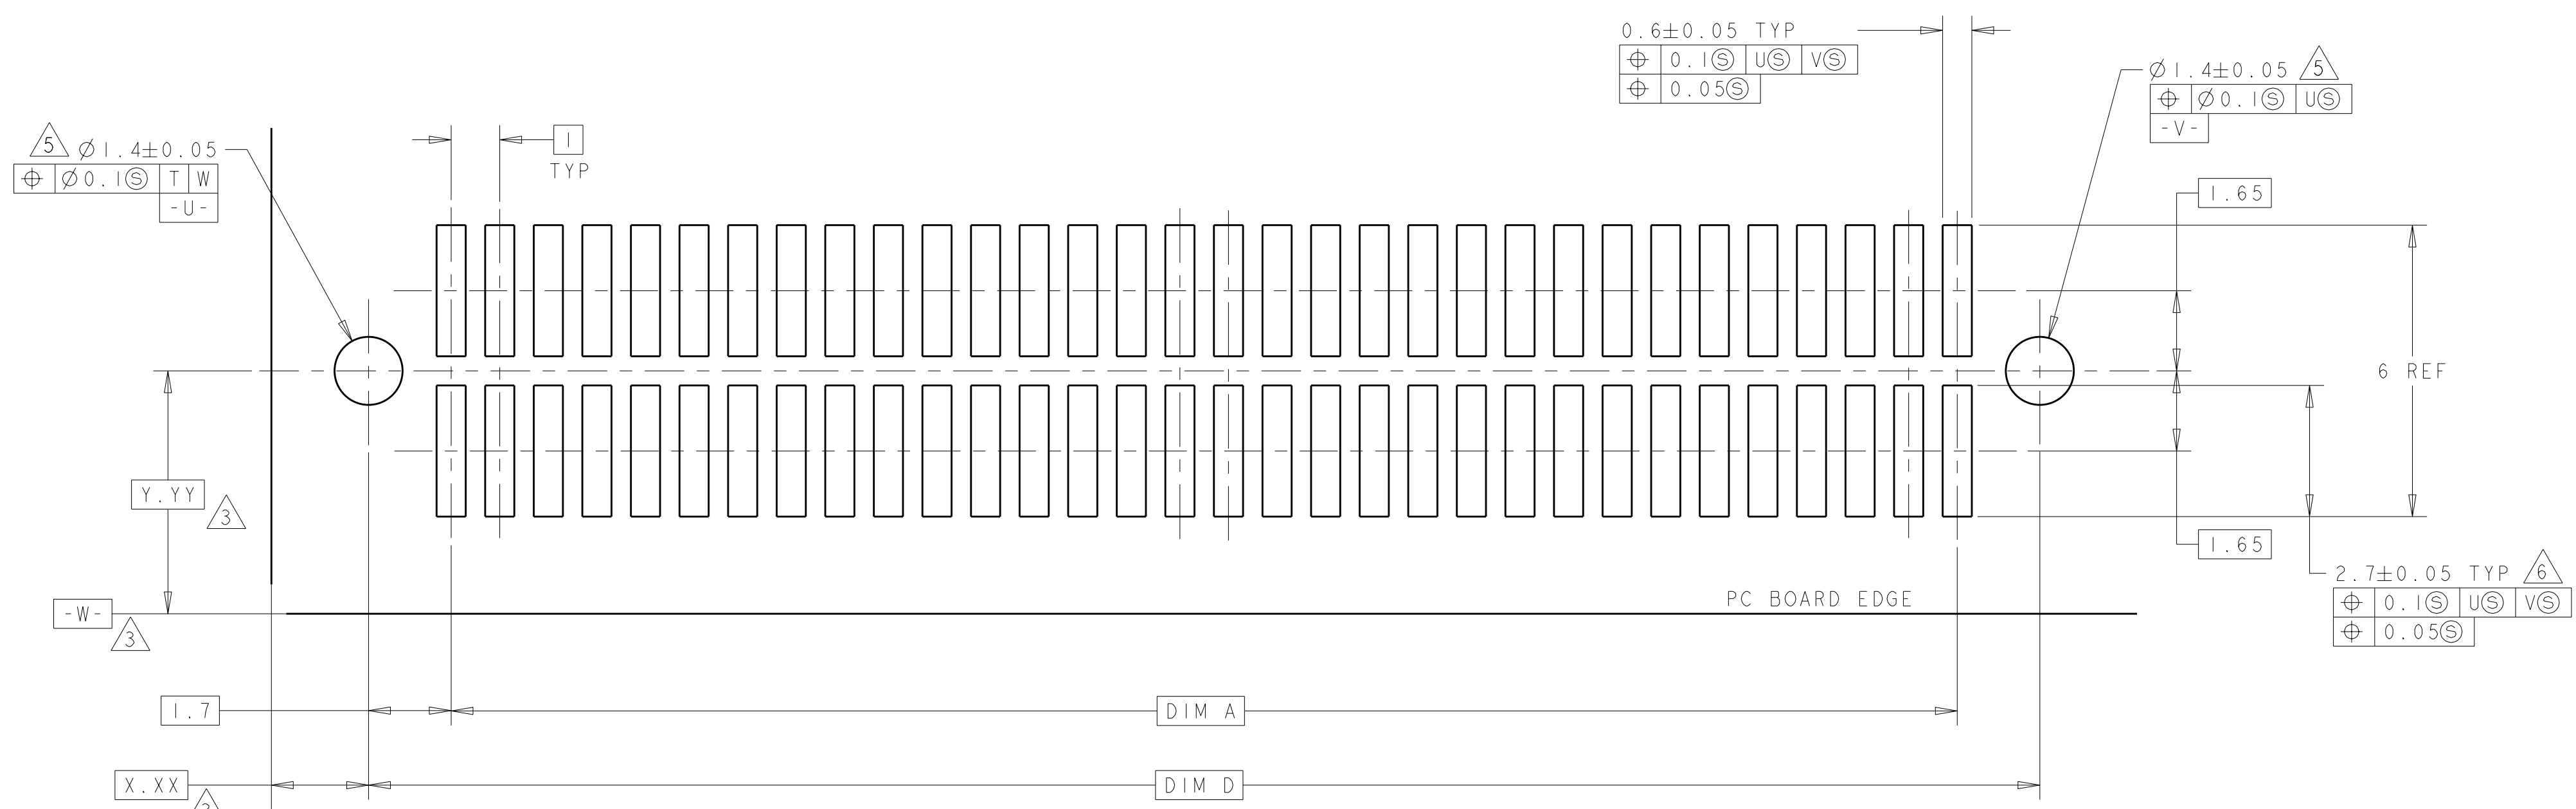 0.6±0.05 TYP
⌖ 0.1Ⓢ UⓈ VⓈ
⌖ 0.05Ⓢ
Ø1.4±0.05 5
⌖ Ø0.1Ⓢ UⓈ
-V-
5 Ø1.4±0.05
⌖ Ø0.1Ⓢ T W
-U-
1
TYP
1.65
6 REF
Y.YY
3
1.65
2.7±0.05 TYP 6
⌖ 0.1Ⓢ UⓈ VⓈ
⌖ 0.05Ⓢ
PC BOARD EDGE
-W-
3
1.7
DIM A
X.XX
DIM D